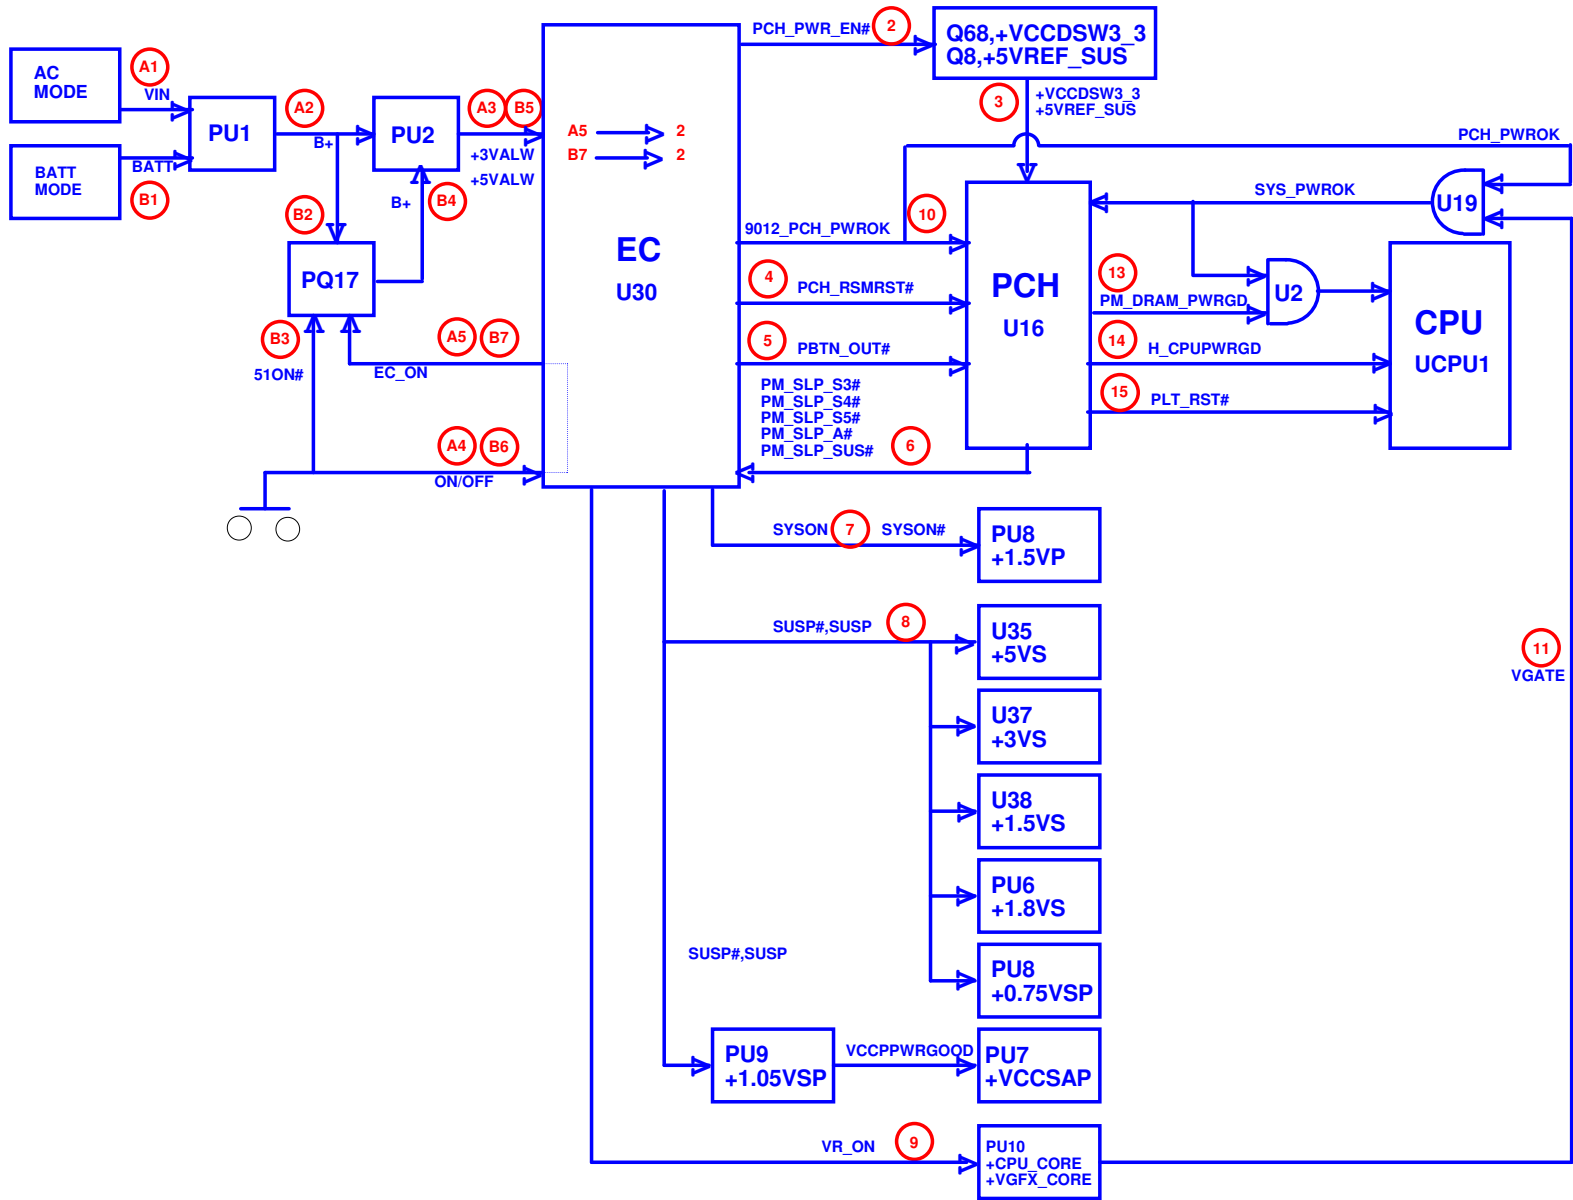 PCH_PWR_EN#
2
Q68,+VCCDSW3_3
Q8,+5VREF_SUS
AC
MODE
A1
VIN
A2
PU1
B+
PU2
A3
B5
+3VALW
+5VALW
A5
2
B7
2
3
+VCCDSW3_3
+5VREF_SUS
PCH_PWROK
BATT
MODE
BATT
B1
B2
B+
B4
PQ17
EC
U30
9012_PCH_PWROK
10
SYS_PWROK
U19
4
PCH_RSMRST#
PCH
U16
13
PM_DRAM_PWRGD
U2
CPU
UCPU1
B3
51ON#
A5
B7
EC_ON
5
PBTN_OUT#
14
H_CPUPWRGD
PM_SLP_S3#
PM_SLP_S4#
PM_SLP_S5#
PM_SLP_A#
PM_SLP_SUS#
6
15
PLT_RST#
A4
B6
ON/OFF
SYSON
7
SYSON#
PU8
+1.5VP
SUSP#,SUSP
8
U35
+5VS
11
VGATE
U37
+3VS
U38
+1.5VS
PU6
+1.8VS
SUSP#,SUSP
PU8
+0.75VSP
PU9
+1.05VSP
VCCPPWRGOOD
PU7
+VCCSAP
VR_ON
9
PU10
+CPU_CORE
+VGFX_CORE